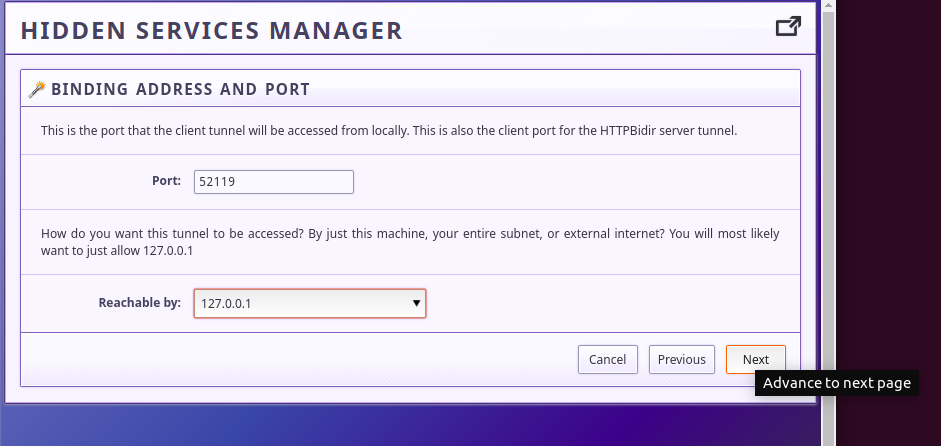 HIDDEN SERVICES MANAGER
BINDING ADDRESS AND PORT
This is the port that the client tunnel will be accessed from locally. This is also the client port for the HTTPBidir server tunnel.
Port: 52119
How do you want this tunnel to be accessed? By just this machine, your entire subnet, or external internet? You will most likely
want to just allow 127.0.0.1
Reachable by: 127.0.0.1
Cancel Previous Next
Advance to next page